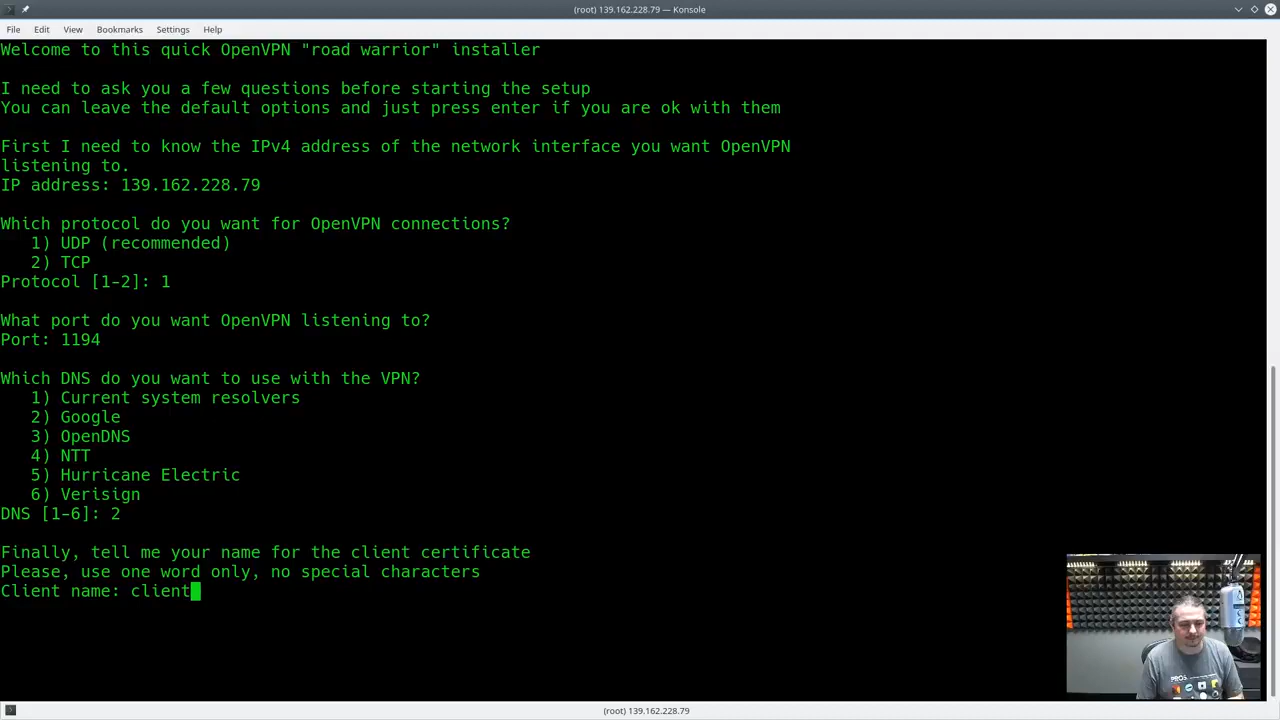 (root) 139.162.228.79 — Konsole
File Edit View Bookmarks Settings Help
Welcome to this quick OpenVPN "road warrior" installer
I need to ask you a few questions before starting the setup
You can leave the default options and just press enter if you are ok with them
First I need to know the IPv4 address of the network interface you want OpenVPN
listening to.
IP address: 139.162.228.79
Which protocol do you want for OpenVPN connections?
1) UDP (recommended)
2) TCP
Protocol [1-2]: 1
What port do you want OpenVPN listening to?
Port: 1194
Which DNS do you want to use with the VPN?
1) Current system resolvers
2) Google
3) OpenDNS
4) NTT
5) Hurricane Electric
6) Verisign
DNS [1-6]: 2
Finally, tell me your name for the client certificate
Please, use one word only, no special characters
Client name: client
(root) 139.162.228.79